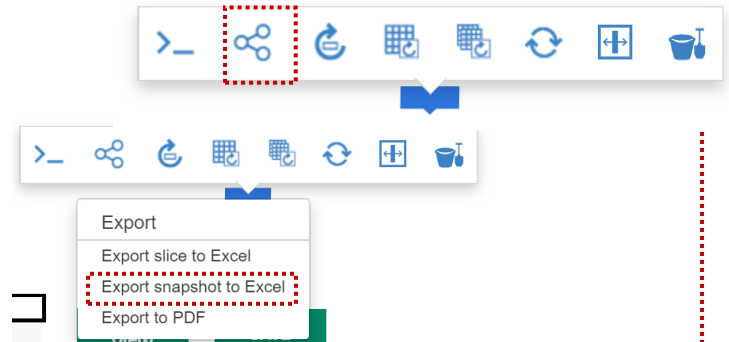 Export
Export slice to Excel
Export snapshot to Excel
Export to PDF